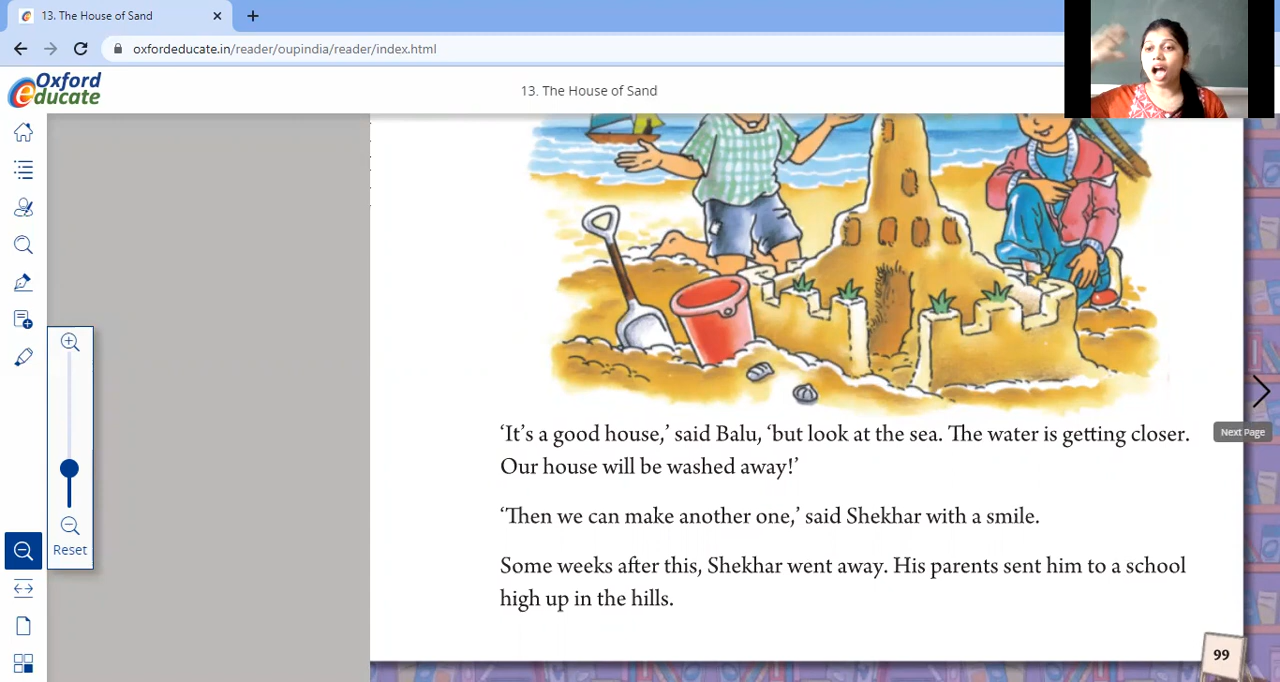 13. The House of Sand
oxfordeducate.in/reader/oupindia/reader/index.html
Oxford
educate
13. The House of Sand
‘It’s a good house,’ said Balu, ‘but look at the sea. The water is getting closer.
Next Page
Our house will be washed away!’
‘Then we can make another one,’ said Shekhar with a smile.
Reset
Some weeks after this, Shekhar went away. His parents sent him to a school
high up in the hills.
99